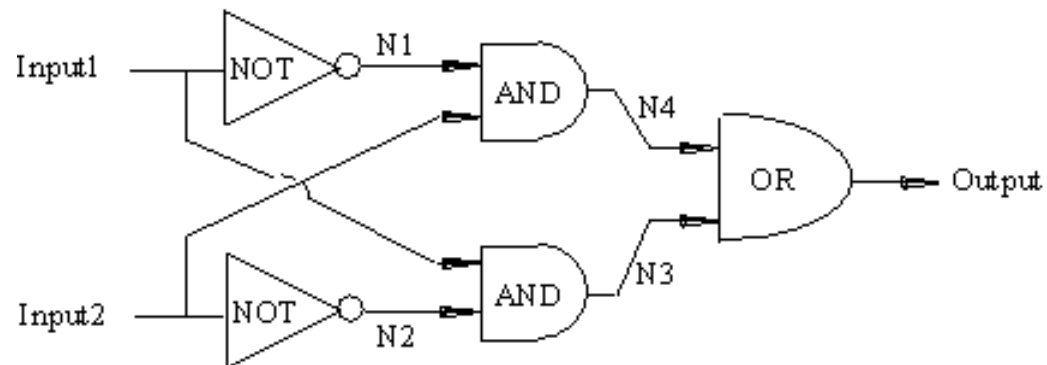 Input1
NOT
N1
AND
N4
OR
Output
Input2
NOT
N2
AND
N3